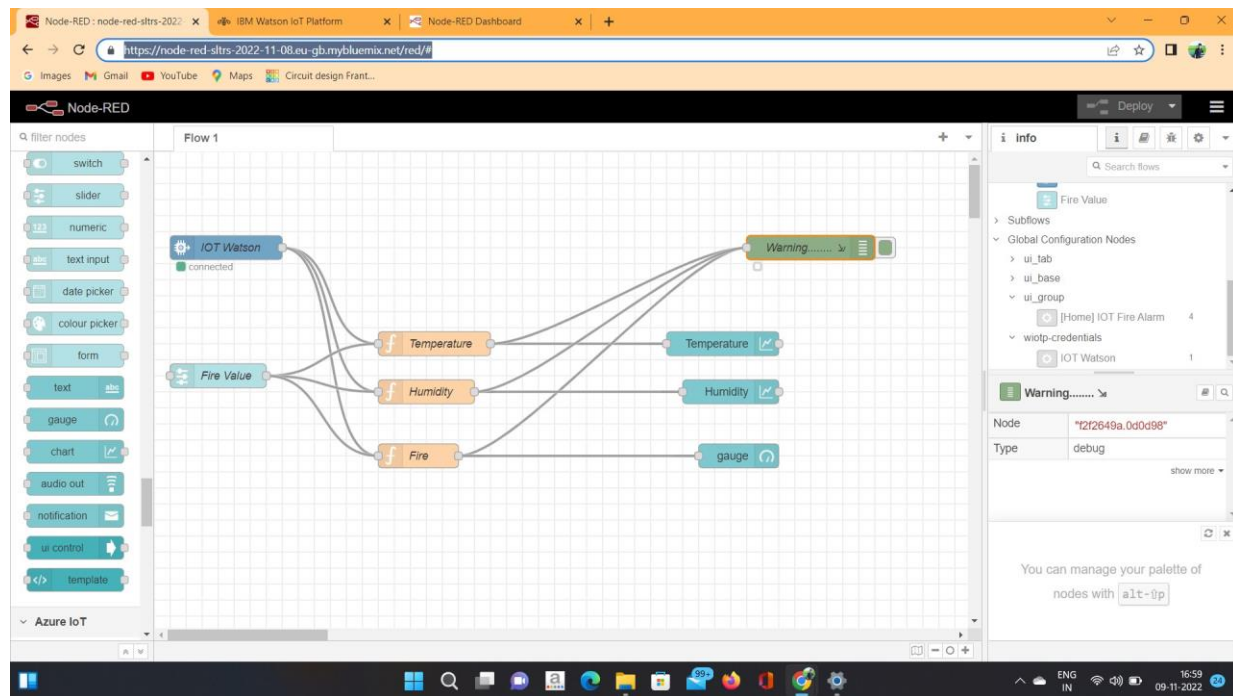 Node-RED : node-red-sltrs-2022-
IBM Watson IoT Platform
Node-RED Dashboard
https://node-red-sltrs-2022-11-08.eu-gb.mybluemix.net/red/#
Images
Gmail
YouTube
Maps
Circuit design Frant...
Node-RED
Deploy
filter nodes
switch
slider
123 numeric
abc text input
date picker
colour picker
form
text abc
gauge
chart
audio out
notification
ui control
</> template
Azure IoT
Flow 1
IOT Watson
connected
Fire Value
f Temperature
f Humidity
f Fire
Warning........
Temperature
Humidity
gauge
i info
i
Search flows
Fire Value
Subflows
Global Configuration Nodes
ui_tab
ui_base
ui_group
[Home] IOT Fire Alarm 4
wiotp-credentials
IOT Watson 1
Warning........
Node "f2f2649a.0d0d98"
Type debug
show more
You can manage your palette of
nodes with alt-⇧p
a
99+
ENG
IN
16:59
09-11-2022
24